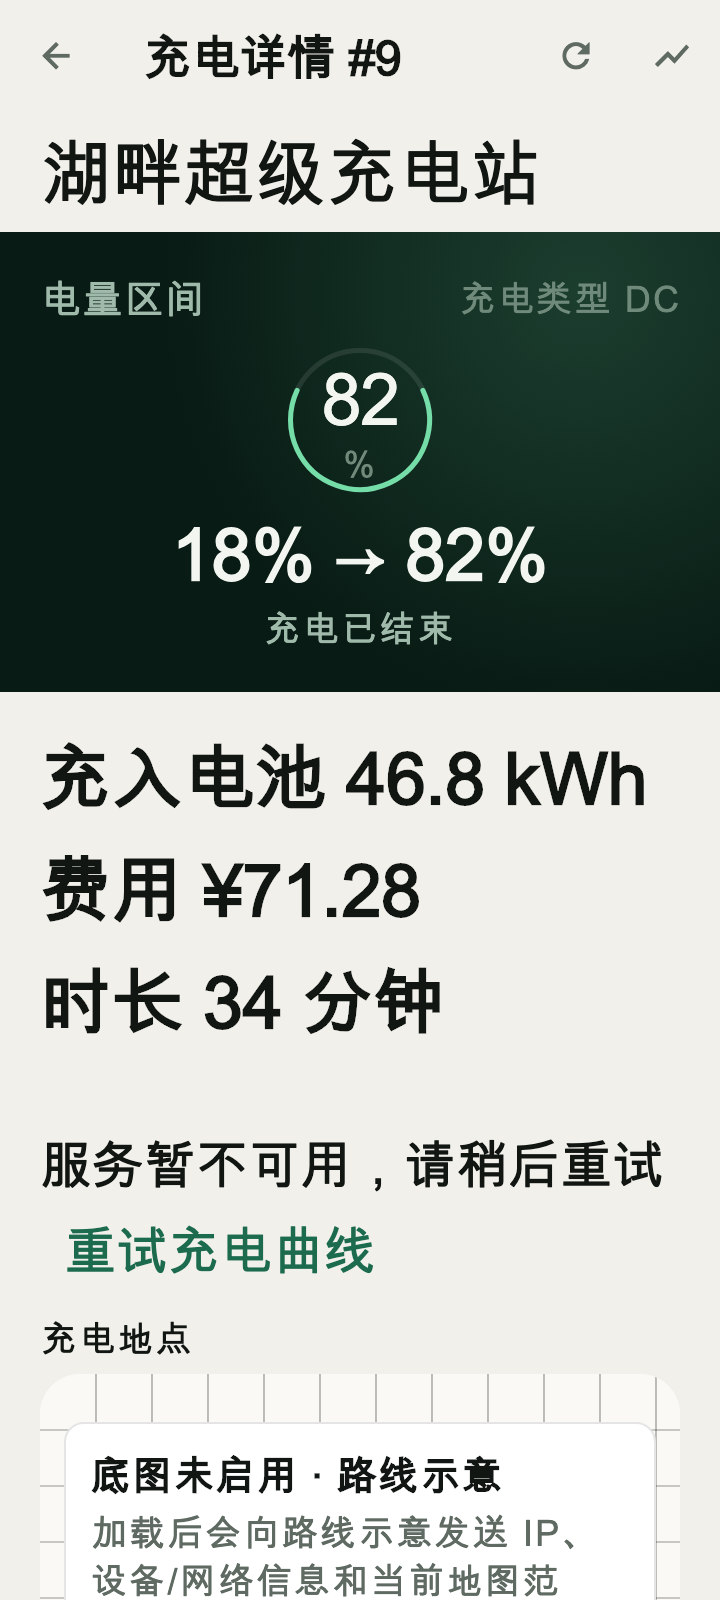 充电详情 #9
湖畔超级充电站
电量区间
充电类型 DC
82
%
18% → 82%
充电已结束
充入电池 46.8 kWh
费用 ¥71.28
时长 34 分钟
服务暂不可用，请稍后重试
重试充电曲线
充电地点
底图未启用 · 路线示意
加载后会向路线示意发送 IP、
设备/网络信息和当前地图范